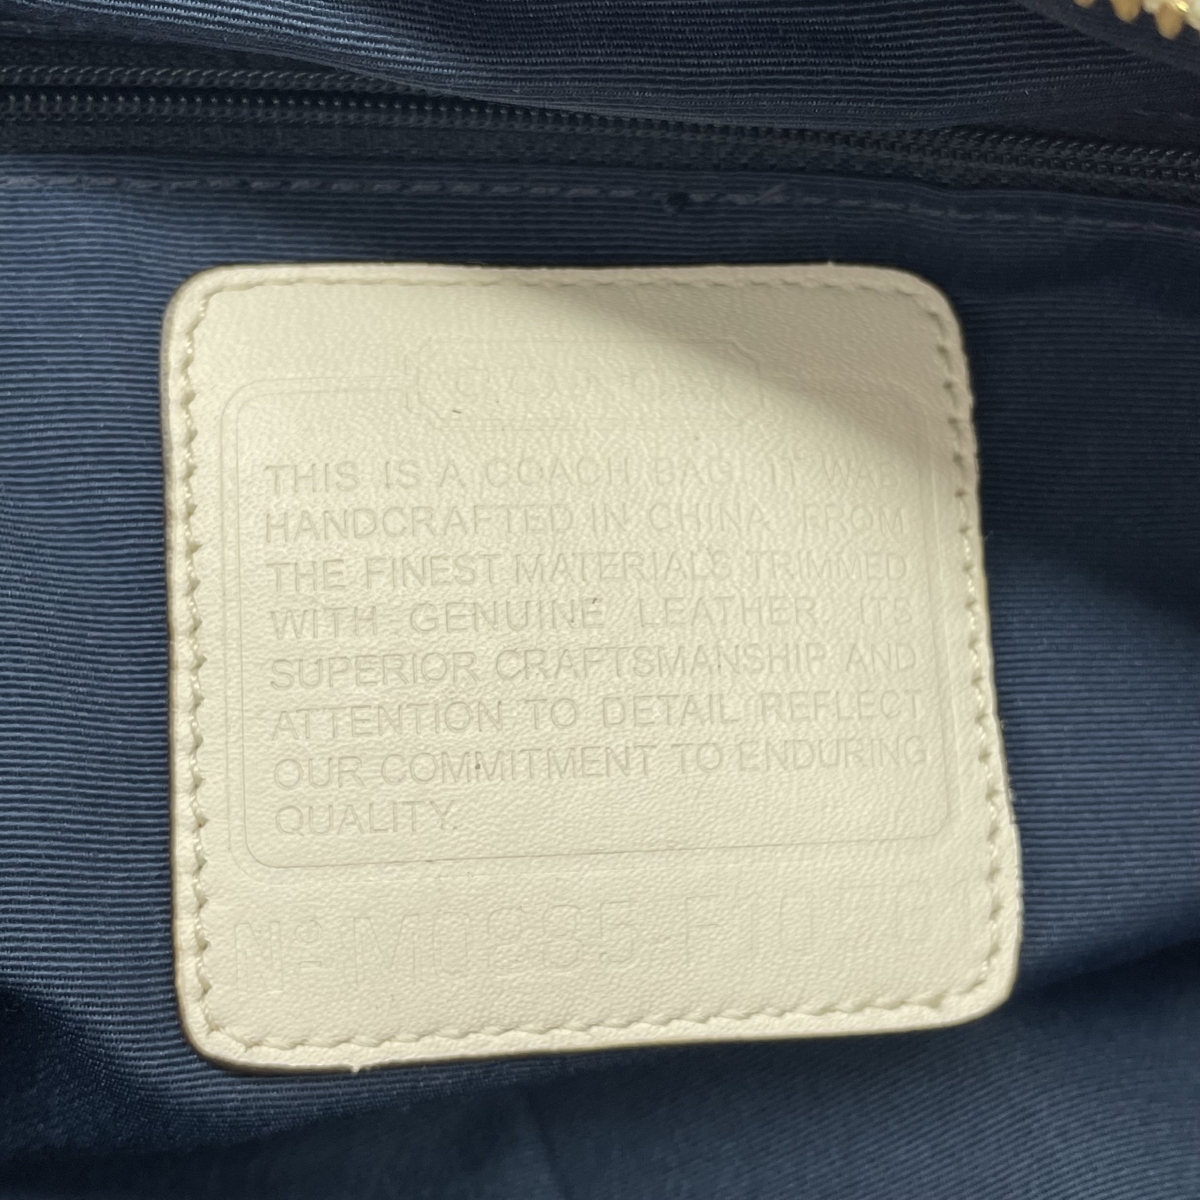 COACH
THIS IS A COACH BAG. IT WAS
HANDCRAFTED IN CHINA FROM
THE FINEST MATERIALS TRIMMED
WITH GENUINE LEATHER. ITS
SUPERIOR CRAFTSMANSHIP AND
ATTENTION TO DETAIL REFLECT
OUR COMMITMENT TO ENDURING
QUALITY.